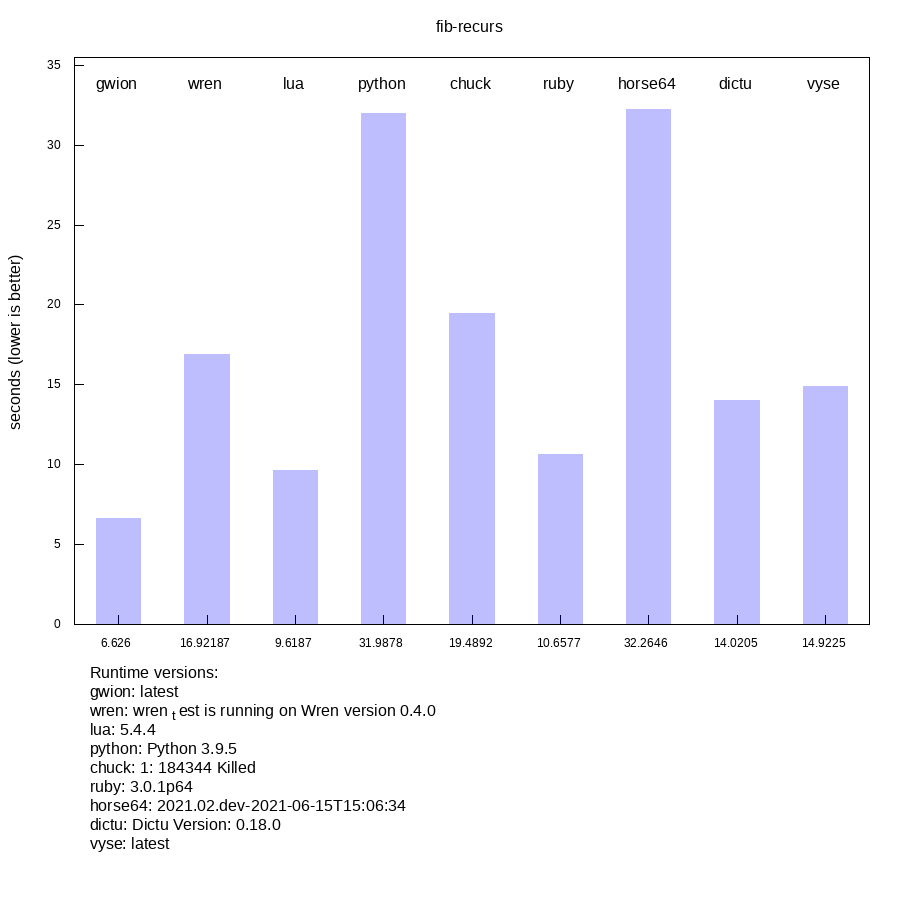 fib-recurs
seconds (lower is better)
35
30
25
20
15
10
5
0
gwion wren lua python chuck ruby horse64 dictu vyse
6.626 16.92187 9.6187 31.9878 19.4892 10.6577 32.2646 14.0205 14.9225
Runtime versions:
gwion: latest
wren: wren t est is running on Wren version 0.4.0
lua: 5.4.4
python: Python 3.9.5
chuck: 1: 184344 Killed
ruby: 3.0.1p64
horse64: 2021.02.dev-2021-06-15T15:06:34
dictu: Dictu Version: 0.18.0
vyse: latest